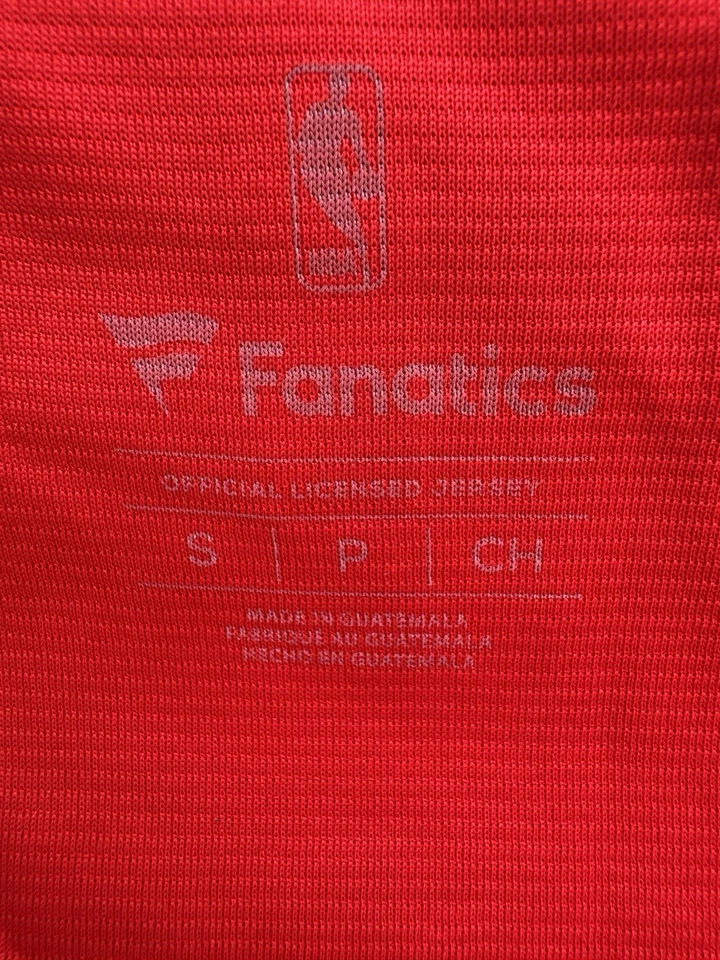 Fanatics
OFFICIAL LICENSED JERSEY
S | P | CH
MADE IN GUATEMALA
FABRIQUE AU GUATEMALA
HECHO EN GUATEMALA